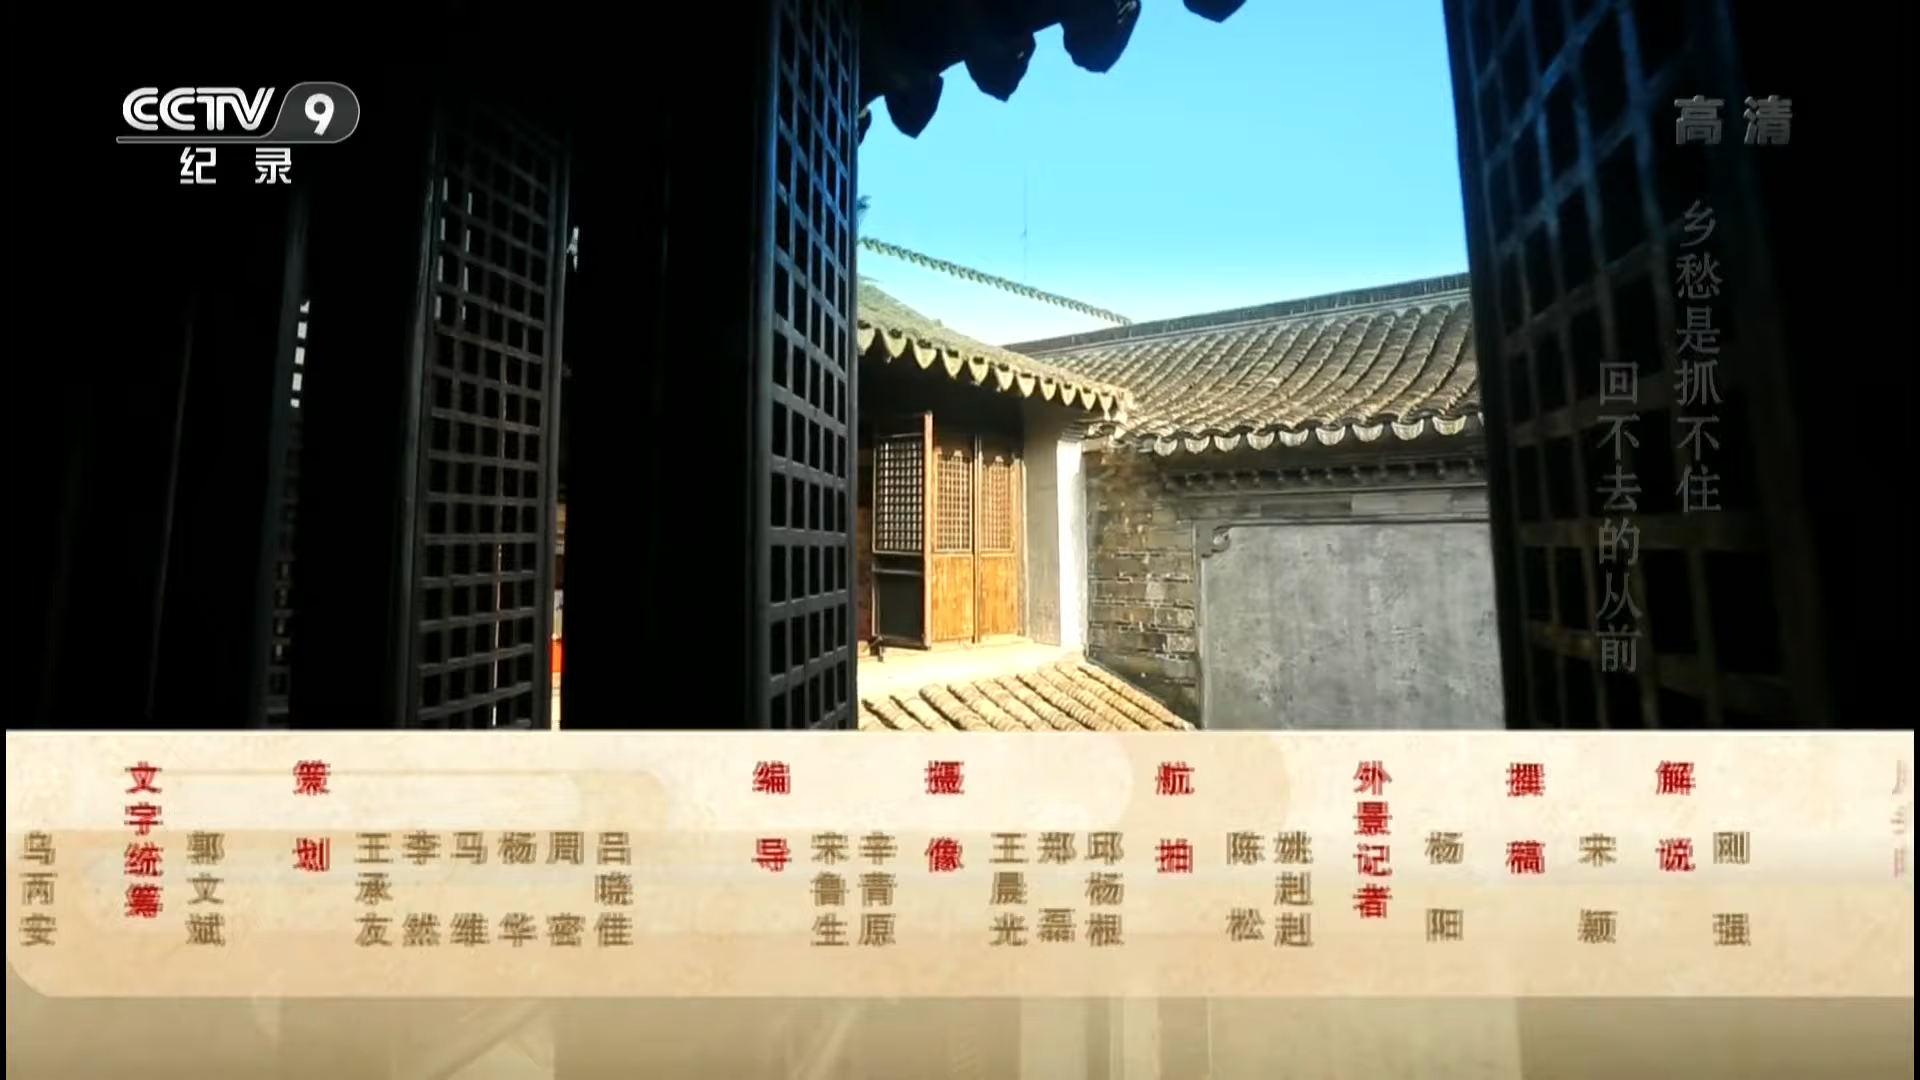 CCTV 9
纪录
高清
乡愁是抓不住
回不去的从前
乌丙安
文字统筹
郭文斌
策划
王承友
李然
马维
杨华
周密
吕晓佳
编导
宋鲁生
辛青原
摄像
王晨光
郑磊
邱杨根
航拍
陈松
姚赳赳
外景记者
杨阳
撰稿
宋颖
解说
刚强